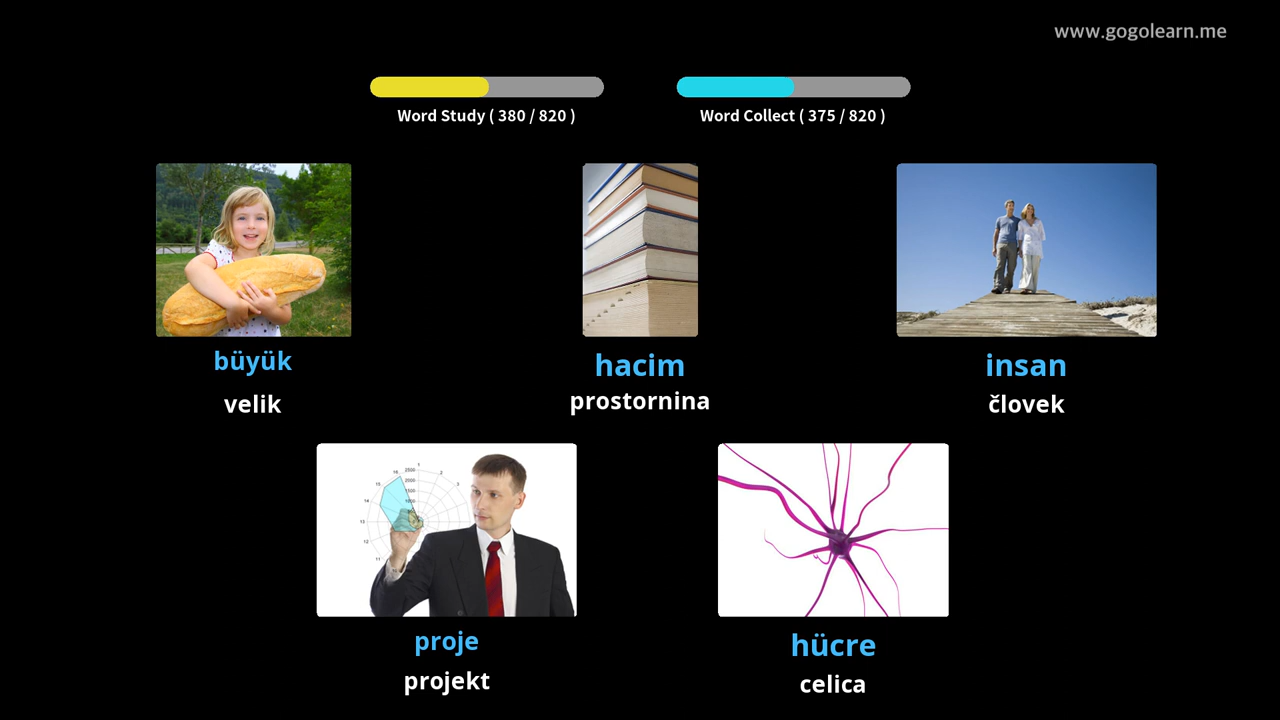 www.gogolearn.me
Word Study ( 380 / 820 )
Word Collect ( 375 / 820 )
büyük
velik
hacim
prostornina
insan
človek
proje
projekt
hücre
celica